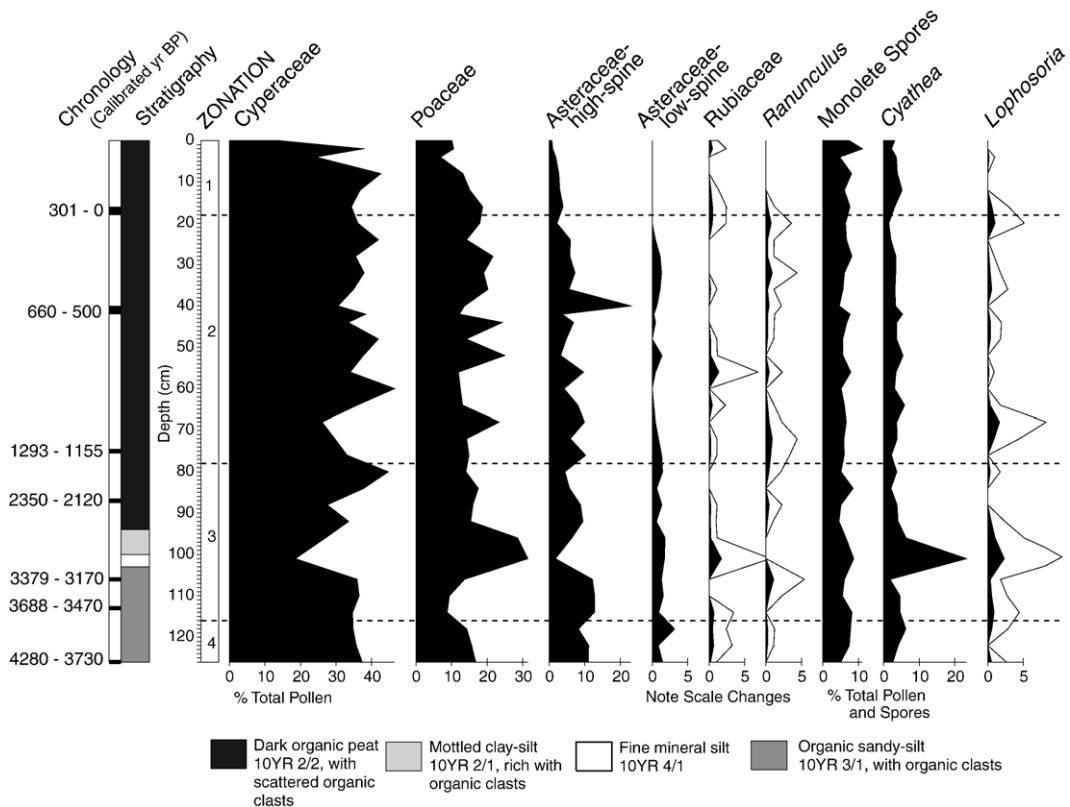 Chronology
(Calibrated yr BP)
Stratigraphy
ZONATION
Cyperaceae
Poaceae
Asteraceae-
high-spine
Asteraceae-
low-spine
Rubiaceae
Ranunculus
Monolete Spores
Cyathea
Lophosoria
301 - 0
660 - 500
1293 - 1155
2350 - 2120
3379 - 3170
3688 - 3470
4280 - 3730
Depth (cm)
0
10
20
30
40
50
60
70
80
90
100
110
120
1
2
3
4
0 10 20 30 40
0 10 20 30
0 10 20
0 5
0 5
0 5
0 10
0 10 20
0 5
% Total Pollen
Note Scale Changes
% Total Pollen
and Spores
Dark organic peat
10YR 2/2, with
scattered organic
clasts
Mottled clay-silt
10YR 2/1, rich with
organic clasts
Fine mineral silt
10YR 4/1
Organic sandy-silt
10YR 3/1, with organic clasts